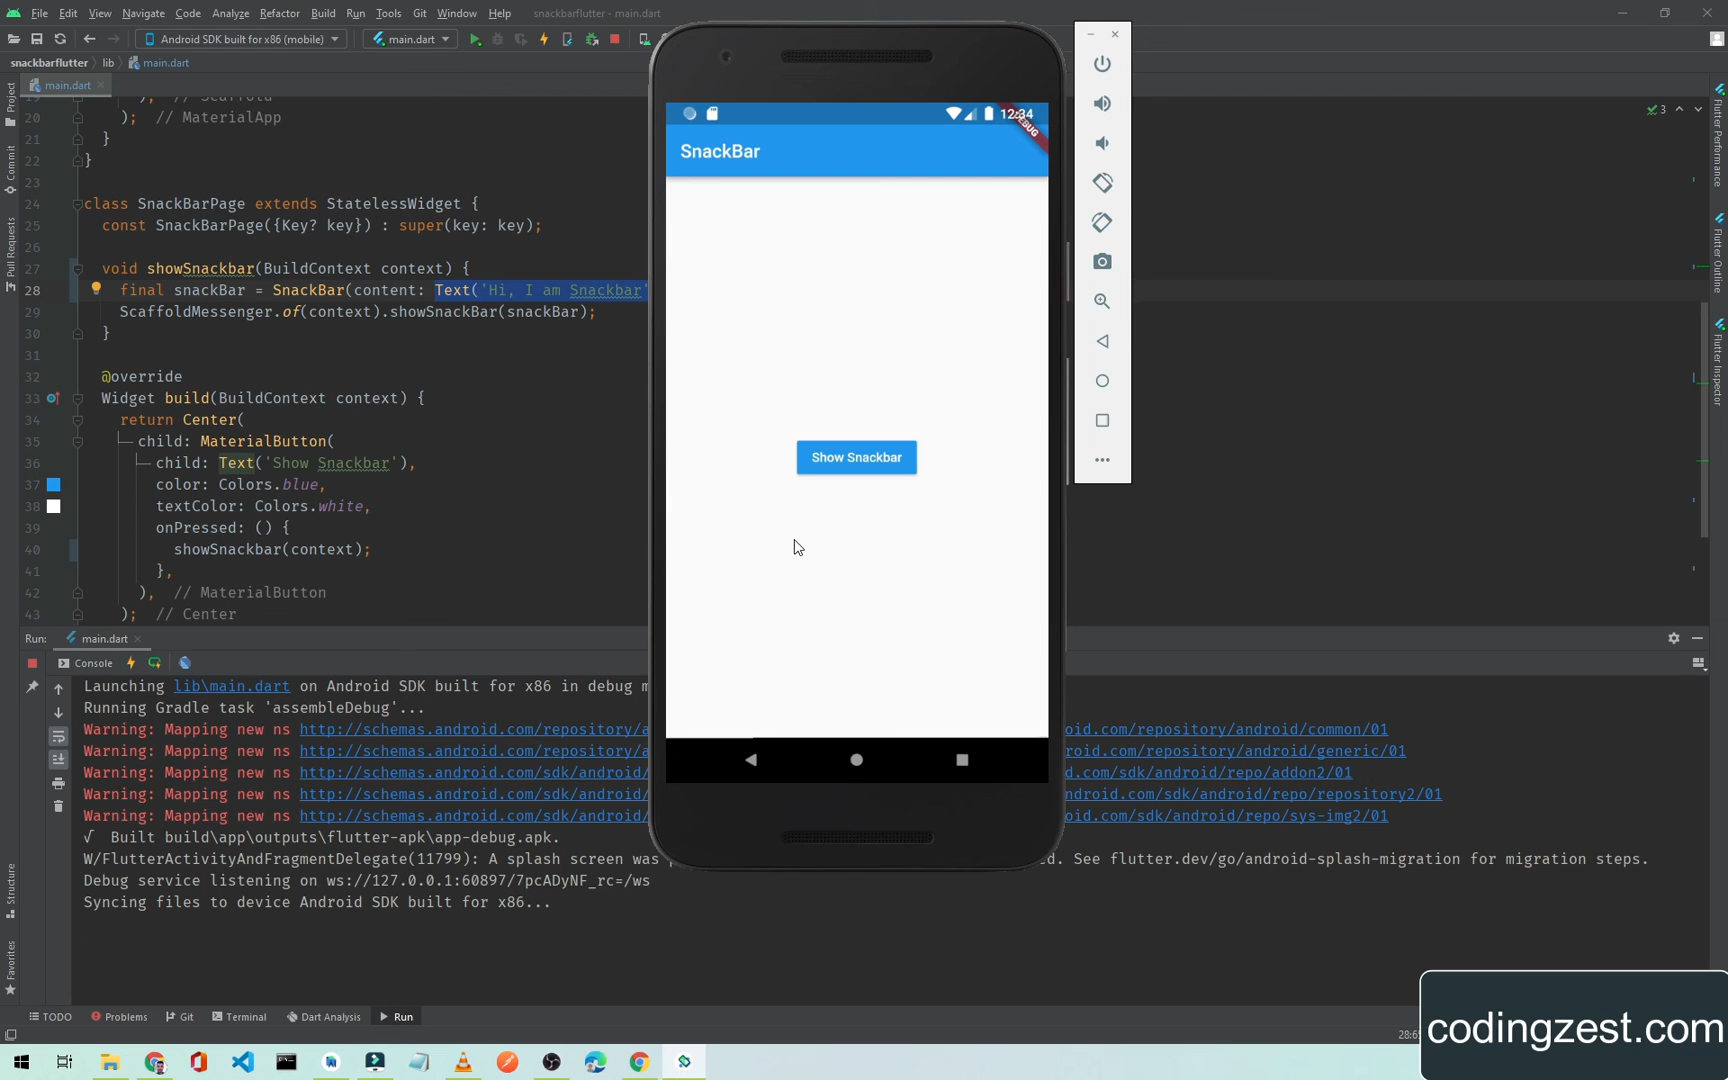 File Edit View Navigate Code Analyze Refactor Build Run Tools Git Window Help snackbarflutter - main.dart
Android SDK built for x86 (mobile) main.dart
snackbarflutter lib main.dart
main.dart
Project
Commit
Pull Requests
Structure
Favorites
20 ); // MaterialApp
21 }
22 }
23
24 class SnackBarPage extends StatelessWidget {
25 const SnackBarPage({Key? key}) : super(key: key);
26
27 void showSnackbar(BuildContext context) {
28 final snackBar = SnackBar(content: Text('Hi, I am Snackbar'
29 ScaffoldMessenger.of(context).showSnackBar(snackBar);
30 }
31
32 @override
33 Widget build(BuildContext context) {
34 return Center(
35 child: MaterialButton(
36 child: Text('Show Snackbar'),
37 color: Colors.blue,
38 textColor: Colors.white,
39 onPressed: () {
40 showSnackbar(context);
41 },
42 ), // MaterialButton
43 ); // Center
12:34
DEBUG
SnackBar
Show Snackbar
3
Flutter Performance
Flutter Outline
Flutter Inspector
Run: main.dart
Console
Launching lib\main.dart on Android SDK built for x86 in debug m
Running Gradle task 'assembleDebug'...
Warning: Mapping new ns http://schemas.android.com/repository/a oid.com/repository/android/common/01
Warning: Mapping new ns http://schemas.android.com/repository/a roid.com/repository/android/generic/01
Warning: Mapping new ns http://schemas.android.com/sdk/android/ d.com/sdk/android/repo/addon2/01
Warning: Mapping new ns http://schemas.android.com/sdk/android/ ndroid.com/sdk/android/repo/repository2/01
Warning: Mapping new ns http://schemas.android.com/sdk/android/ oid.com/sdk/android/repo/sys-img2/01
√ Built build\app\outputs\flutter-apk\app-debug.apk.
W/FlutterActivityAndFragmentDelegate(11799): A splash screen was d. See flutter.dev/go/android-splash-migration for migration steps.
Debug service listening on ws://127.0.0.1:60897/7pcADyNF_rc=/ws
Syncing files to device Android SDK built for x86...
TODO Problems Git Terminal Dart Analysis Run
codingzest.com